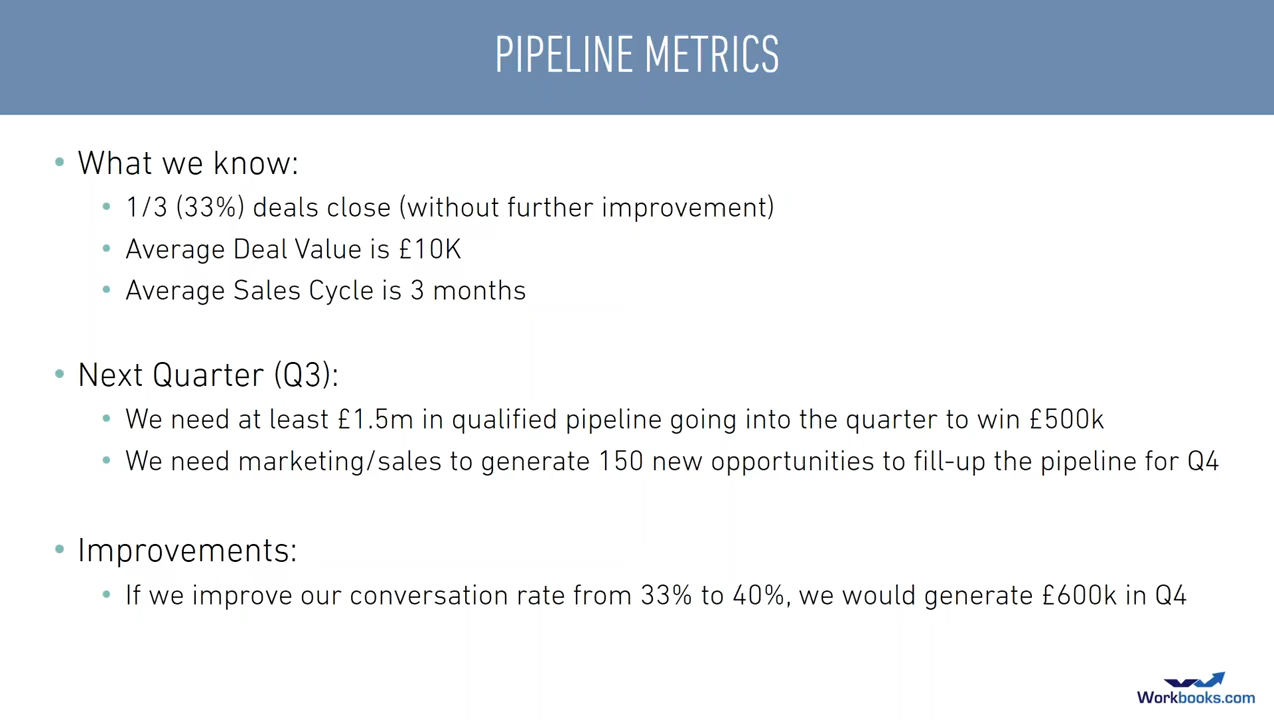 PIPELINE METRICS
• What we know:
• 1/3 (33%) deals close (without further improvement)
• Average Deal Value is £10K
• Average Sales Cycle is 3 months
• Next Quarter (Q3):
• We need at least £1.5m in qualified pipeline going into the quarter to win £500k
• We need marketing/sales to generate 150 new opportunities to fill-up the pipeline for Q4
• Improvements:
• If we improve our conversation rate from 33% to 40%, we would generate £600k in Q4
Workbooks.com